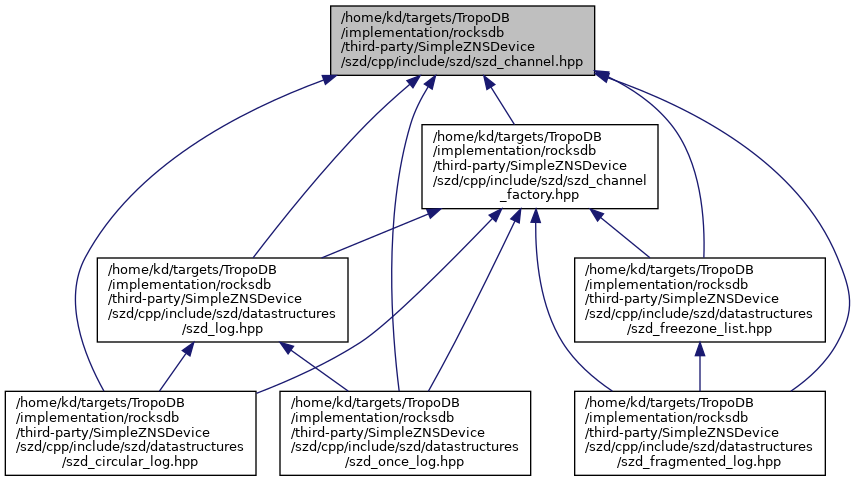 /home/kd/targets/TropoDB
/implementation/rocksdb
/third-party/SimpleZNSDevice
/szd/cpp/include/szd/szd_channel.hpp
/home/kd/targets/TropoDB
/implementation/rocksdb
/third-party/SimpleZNSDevice
/szd/cpp/include/szd/szd_channel
_factory.hpp
/home/kd/targets/TropoDB
/implementation/rocksdb
/third-party/SimpleZNSDevice
/szd/cpp/include/szd/datastructures
/szd_log.hpp
/home/kd/targets/TropoDB
/implementation/rocksdb
/third-party/SimpleZNSDevice
/szd/cpp/include/szd/datastructures
/szd_freezone_list.hpp
/home/kd/targets/TropoDB
/implementation/rocksdb
/third-party/SimpleZNSDevice
/szd/cpp/include/szd/datastructures
/szd_circular_log.hpp
/home/kd/targets/TropoDB
/implementation/rocksdb
/third-party/SimpleZNSDevice
/szd/cpp/include/szd/datastructures
/szd_once_log.hpp
/home/kd/targets/TropoDB
/implementation/rocksdb
/third-party/SimpleZNSDevice
/szd/cpp/include/szd/datastructures
/szd_fragmented_log.hpp